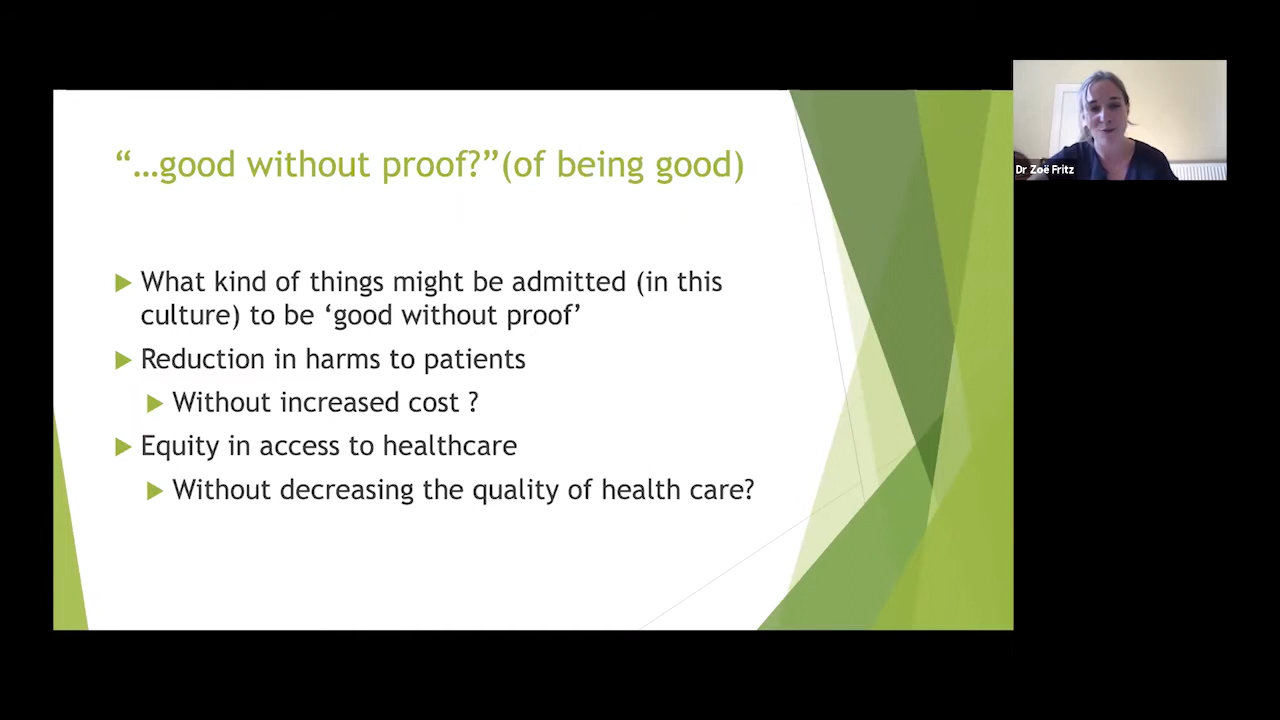 “…good without proof?”(of being good)
What kind of things might be admitted (in this
culture) to be ‘good without proof’
Reduction in harms to patients
Without increased cost ?
Equity in access to healthcare
Without decreasing the quality of health care?
Dr Zoë Fritz